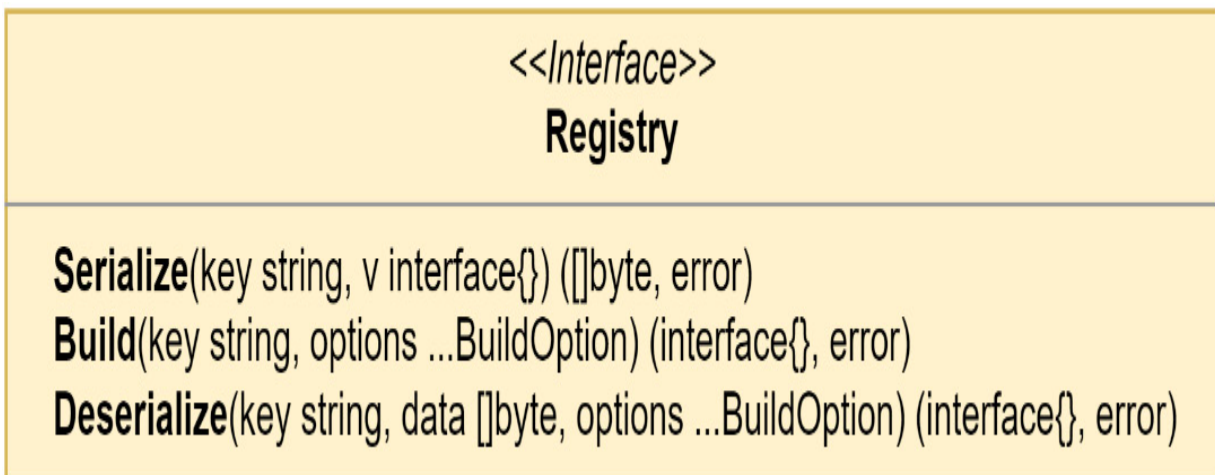 <<Interface>>
Registry
Serialize(key string, v interface{}) ([]byte, error)
Build(key string, options ...BuildOption) (interface{}, error)
Deserialize(key string, data []byte, options ...BuildOption) (interface{}, error)